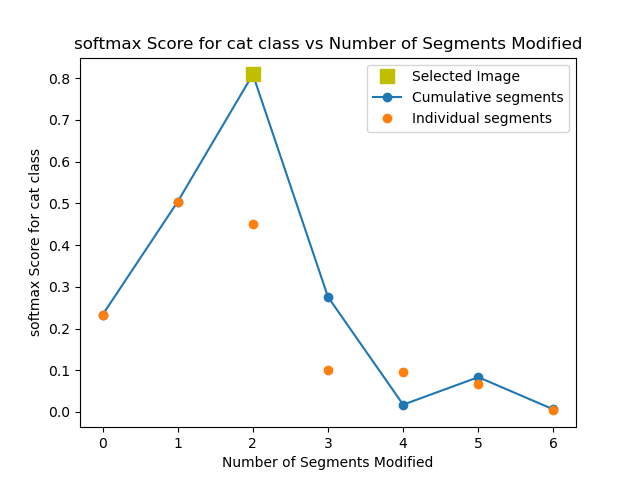 softmax Score for cat class vs Number of Segments Modified
Selected Image
Cumulative segments
Individual segments
softmax Score for cat class
0.8
0.7
0.6
0.5
0.4
0.3
0.2
0.1
0.0
0 1 2 3 4 5 6
Number of Segments Modified